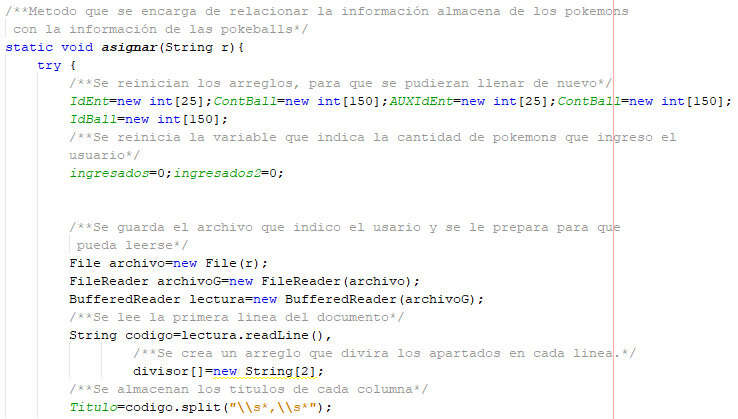 /**Metodo que se encarga de relacionar la información almacena de los pokemons
con la información de las pokeballs*/
static void asignar(String r){
try {
/**Se reinician los arreglos, para que se pudieran llenar de nuevo*/
IdEnt=new int[25];ContBall=new int[150];AUXIdEnt=new int[25];ContBall=new int[150];
IdBall=new int[150];
/**Se reinicia la variable que indica la cantidad de pokemons que ingreso el
usuario*/
ingresados=0;ingresados2=0;
/**Se guarda el archivo que indico el usario y se le prepara para que
pueda leerse*/
File archivo=new File(r);
FileReader archivoG=new FileReader(archivo);
BufferedReader lectura=new BufferedReader(archivoG);
/**Se lee la primera linea del documento*/
String codigo=lectura.readLine(),
/**Se crea un arreglo que divira los apartados en cada linea.*/
divisor[]=new String[2];
/**Se almacenan los titulos de cada columna*/
Titulo=codigo.split("\\s*,\\s*");